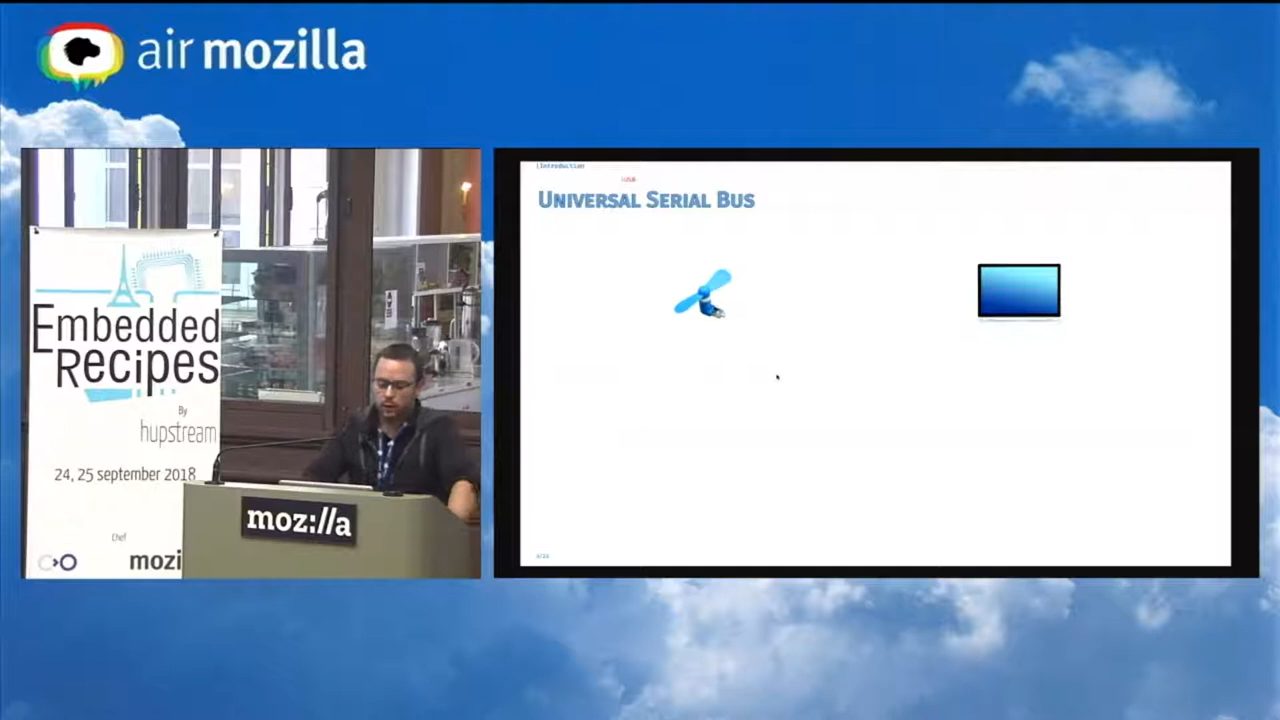 air mozilla
Introduction
USB
Universal Serial Bus
Embedded
Recipes
By
hupstream
24, 25 september 2018
moz://a
Chef
mozi